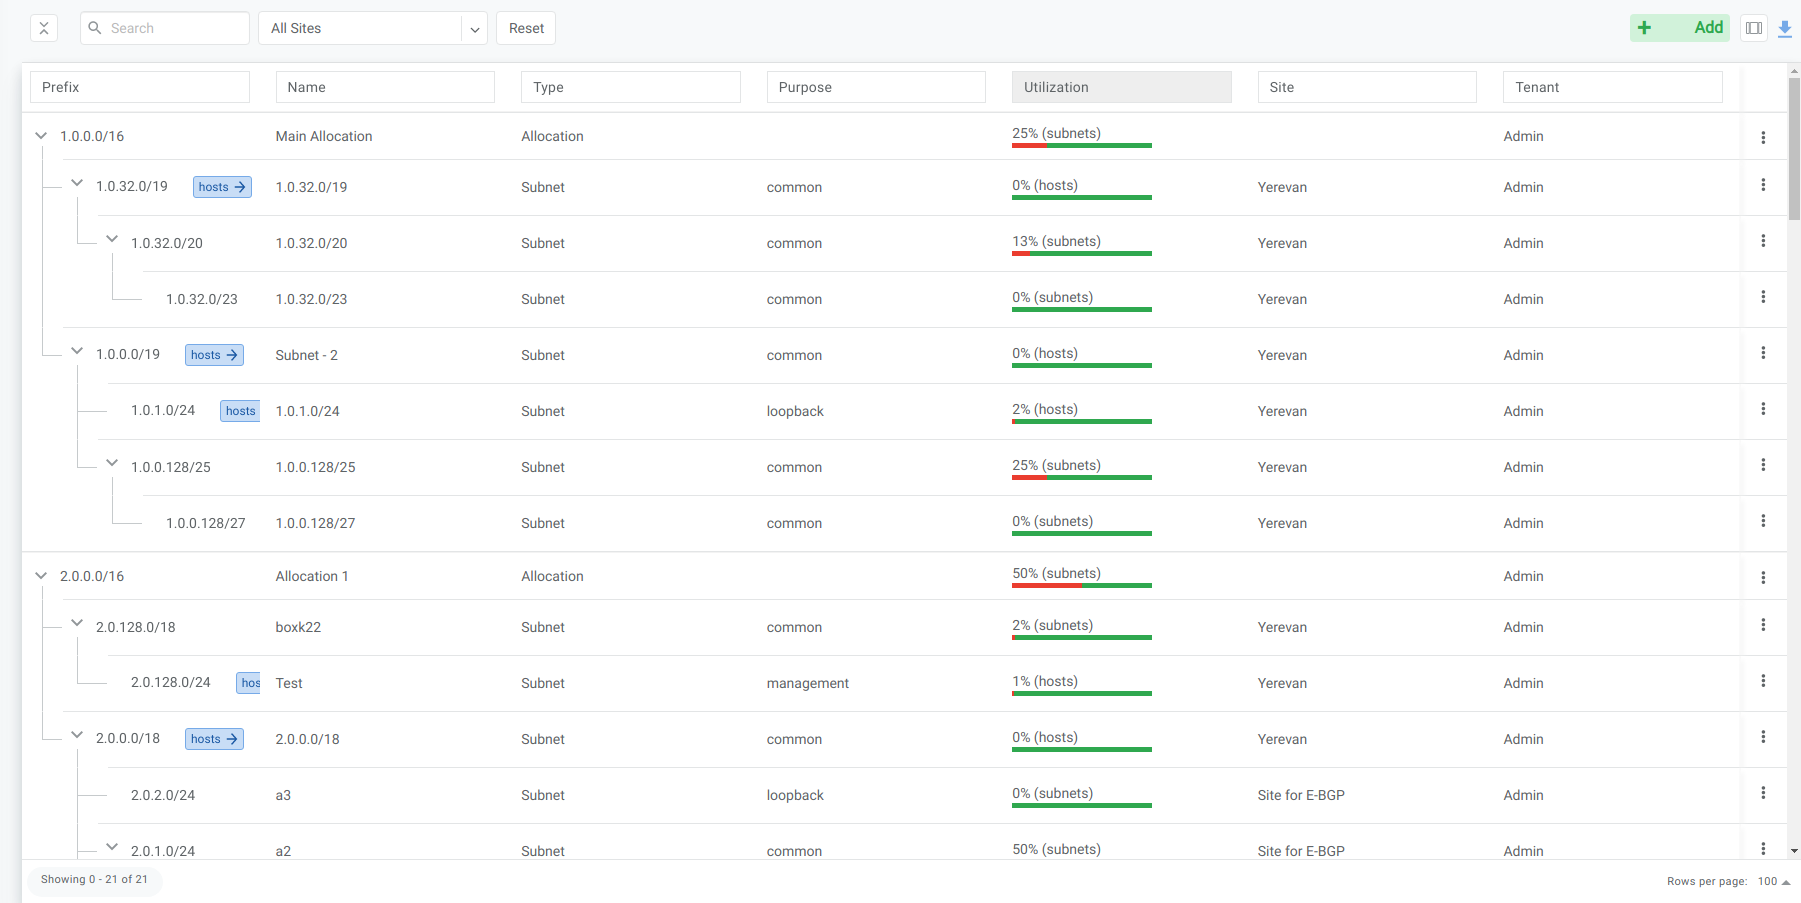 Search All Sites Reset + Add
Prefix Name Type Purpose Utilization Site Tenant
1.0.0.0/16 Main Allocation Allocation 25% (subnets) Admin
1.0.32.0/19 hosts → 1.0.32.0/19 Subnet common 0% (hosts) Yerevan Admin
1.0.32.0/20 1.0.32.0/20 Subnet common 13% (subnets) Yerevan Admin
1.0.32.0/23 1.0.32.0/23 Subnet common 0% (subnets) Yerevan Admin
1.0.0.0/19 hosts → Subnet - 2 Subnet common 0% (hosts) Yerevan Admin
1.0.1.0/24 hosts 1.0.1.0/24 Subnet loopback 2% (hosts) Yerevan Admin
1.0.0.128/25 1.0.0.128/25 Subnet common 25% (subnets) Yerevan Admin
1.0.0.128/27 1.0.0.128/27 Subnet common 0% (subnets) Yerevan Admin
2.0.0.0/16 Allocation 1 Allocation 50% (subnets) Admin
2.0.128.0/18 boxk22 Subnet common 2% (subnets) Yerevan Admin
2.0.128.0/24 hos Test Subnet management 1% (hosts) Yerevan Admin
2.0.0.0/18 hosts → 2.0.0.0/18 Subnet common 0% (hosts) Yerevan Admin
2.0.2.0/24 a3 Subnet loopback 0% (subnets) Site for E-BGP Admin
2.0.1.0/24 a2 Subnet common 50% (subnets) Site for E-BGP Admin
Showing 0 - 21 of 21 Rows per page: 100